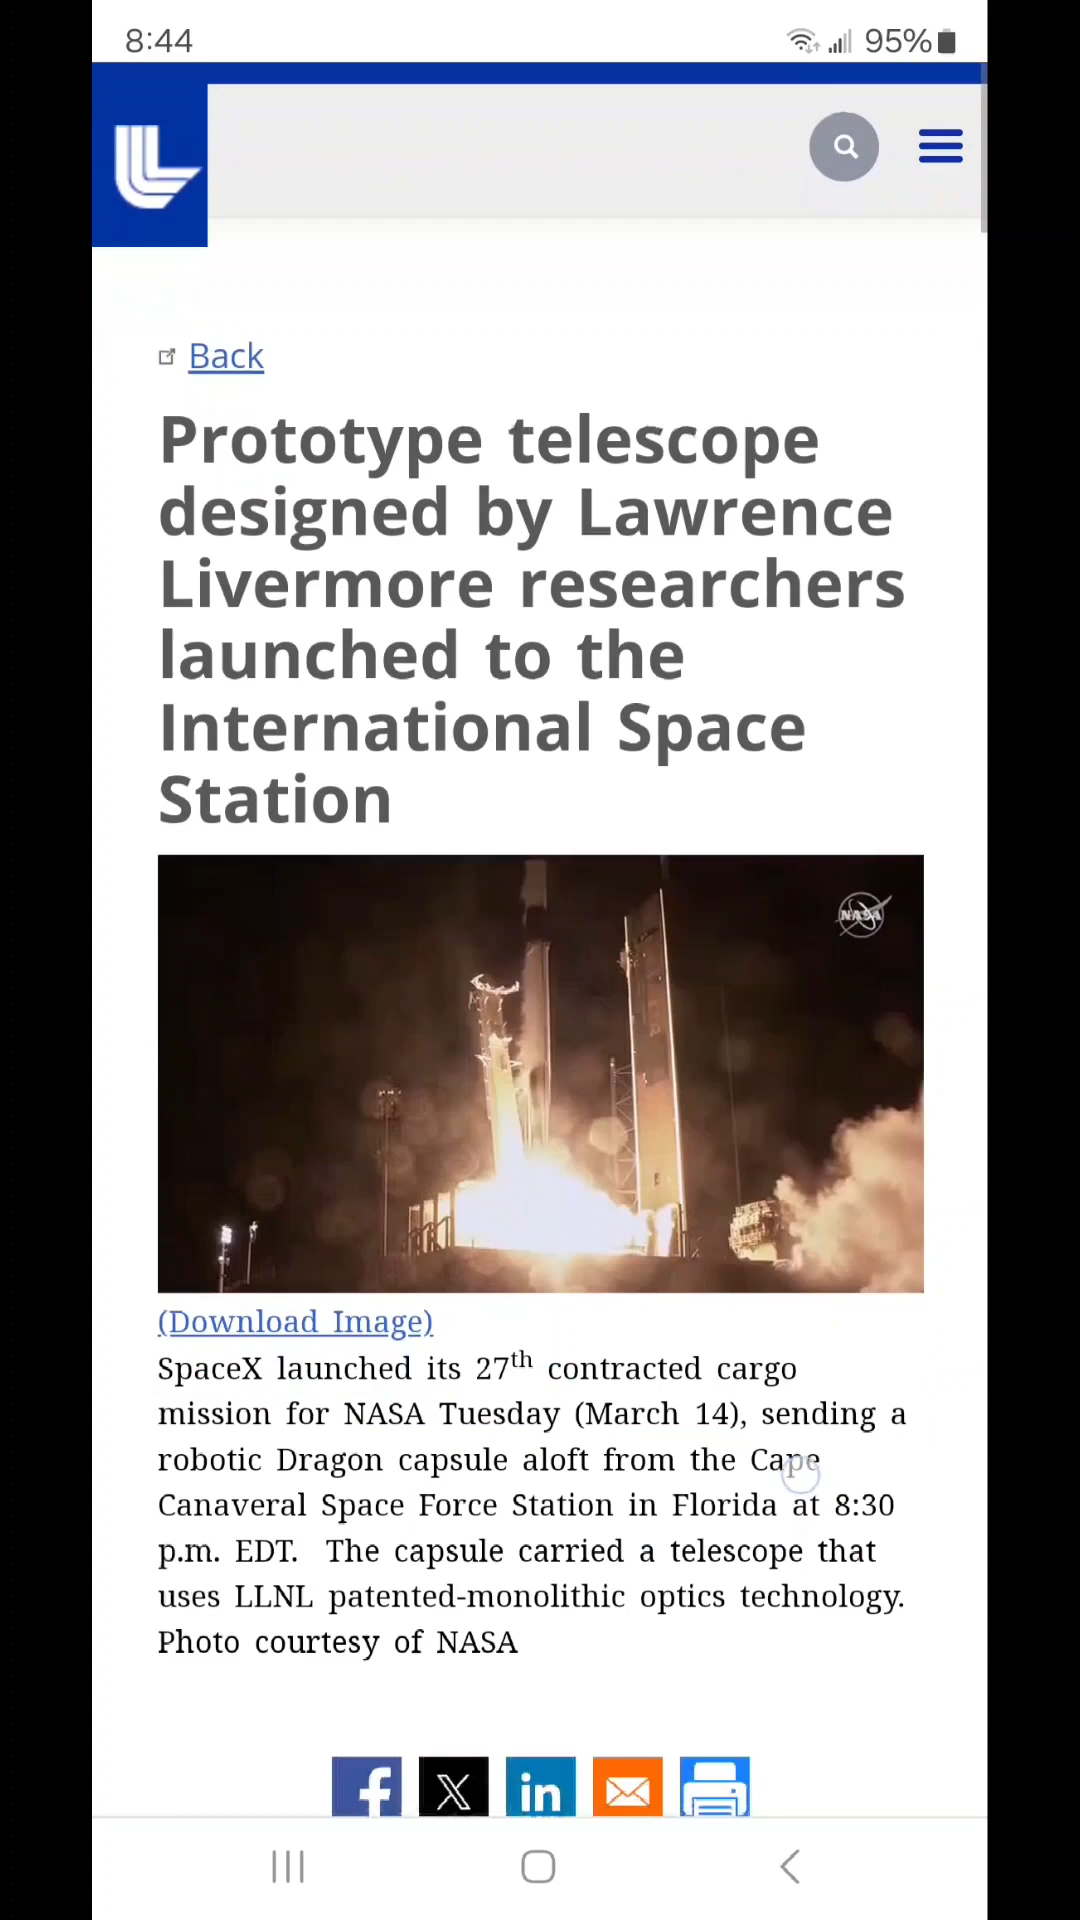 8:44
95%
Back
Prototype telescope
designed by Lawrence
Livermore researchers
launched to the
International Space
Station
NASA
(Download Image)
SpaceX launched its 27th contracted cargo
mission for NASA Tuesday (March 14), sending a
robotic Dragon capsule aloft from the Cape
Canaveral Space Force Station in Florida at 8:30
p.m. EDT. The capsule carried a telescope that
uses LLNL patented-monolithic optics technology.
Photo courtesy of NASA
f X in